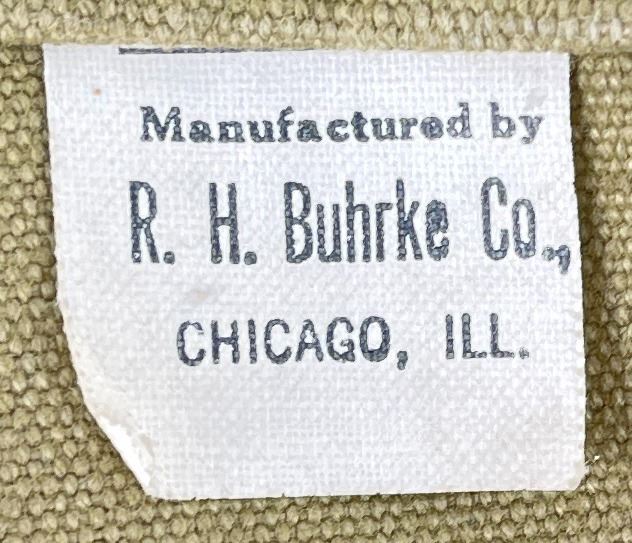 Manufactured by
R. H. Buhrke Co.,
CHICAGO, ILL.